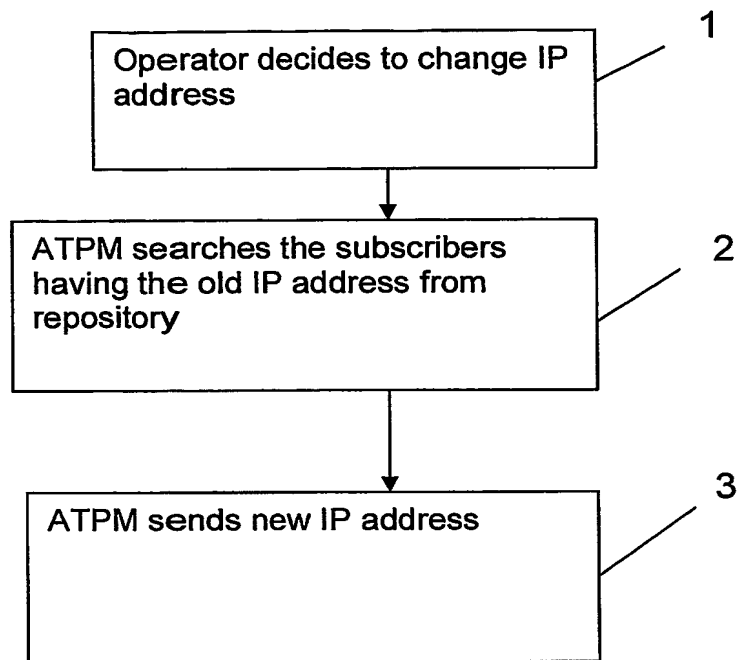 1
Operator decides to change IP
address
2
ATPM searches the subscribers
having the old IP address from
repository
3
ATPM sends new IP address